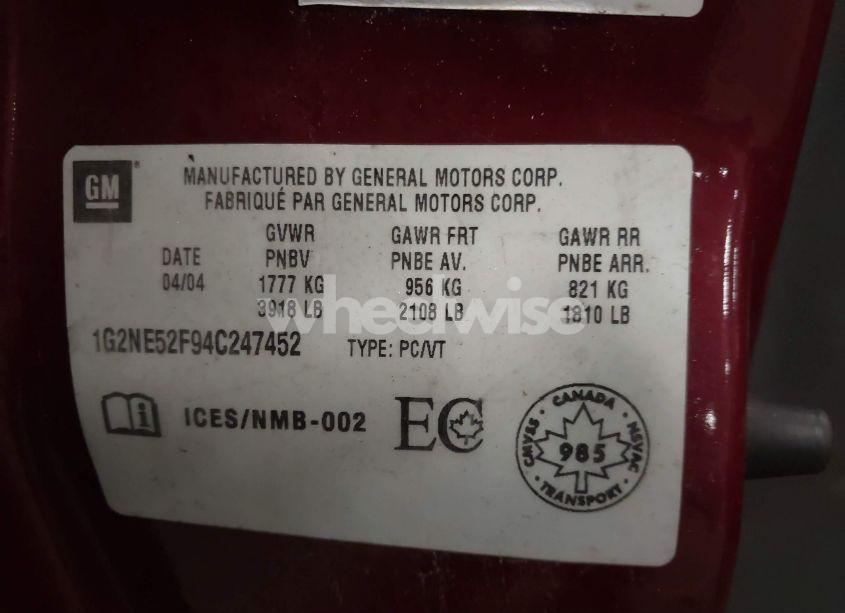 GM
MANUFACTURED BY GENERAL MOTORS CORP.
FABRIQUÉ PAR GENERAL MOTORS CORP.
DATE GVWR GAWR FRT GAWR RR
04/04 PNBV PNBE AV. PNBE ARR.
1777 KG 956 KG 821 KG
3918 LB 2108 LB 1810 LB
wheelwise
1G2NE52F94C247452 TYPE: PC/VT
i ICES/NMB-002 EC
CANADA
CMVSS 985 NSVAC
TRANSPORT